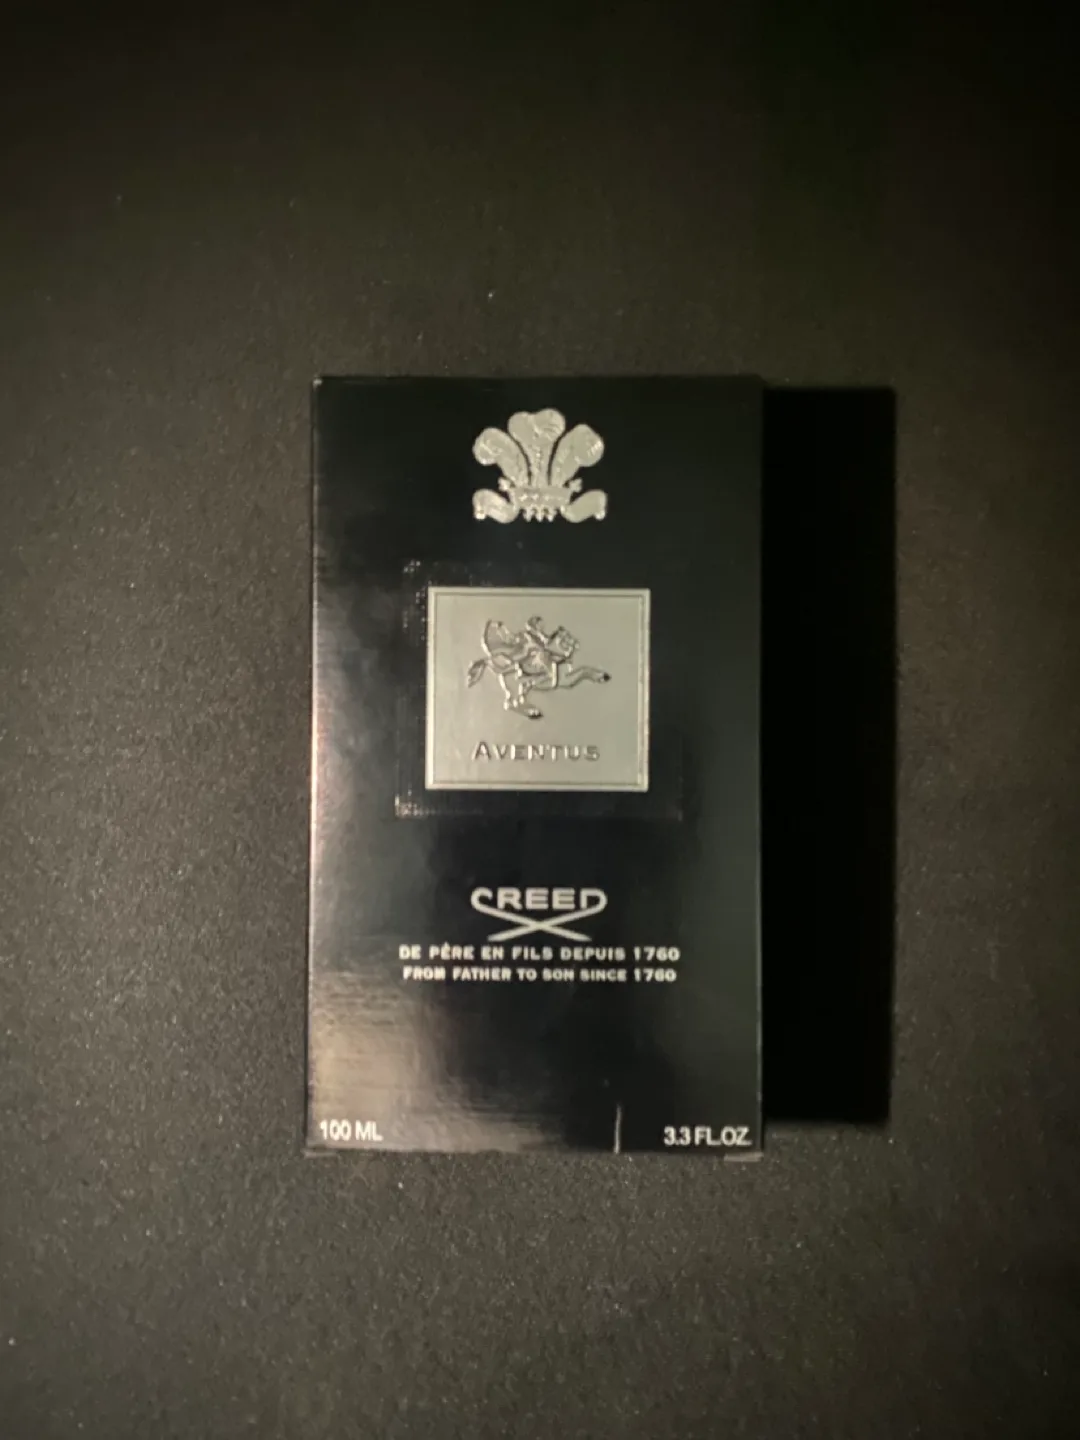 AVENTUS
CREED
DE PÈRE EN FILS DEPUIS 1760
FROM FATHER TO SON SINCE 1760
100 ML
3.3 FL.OZ.